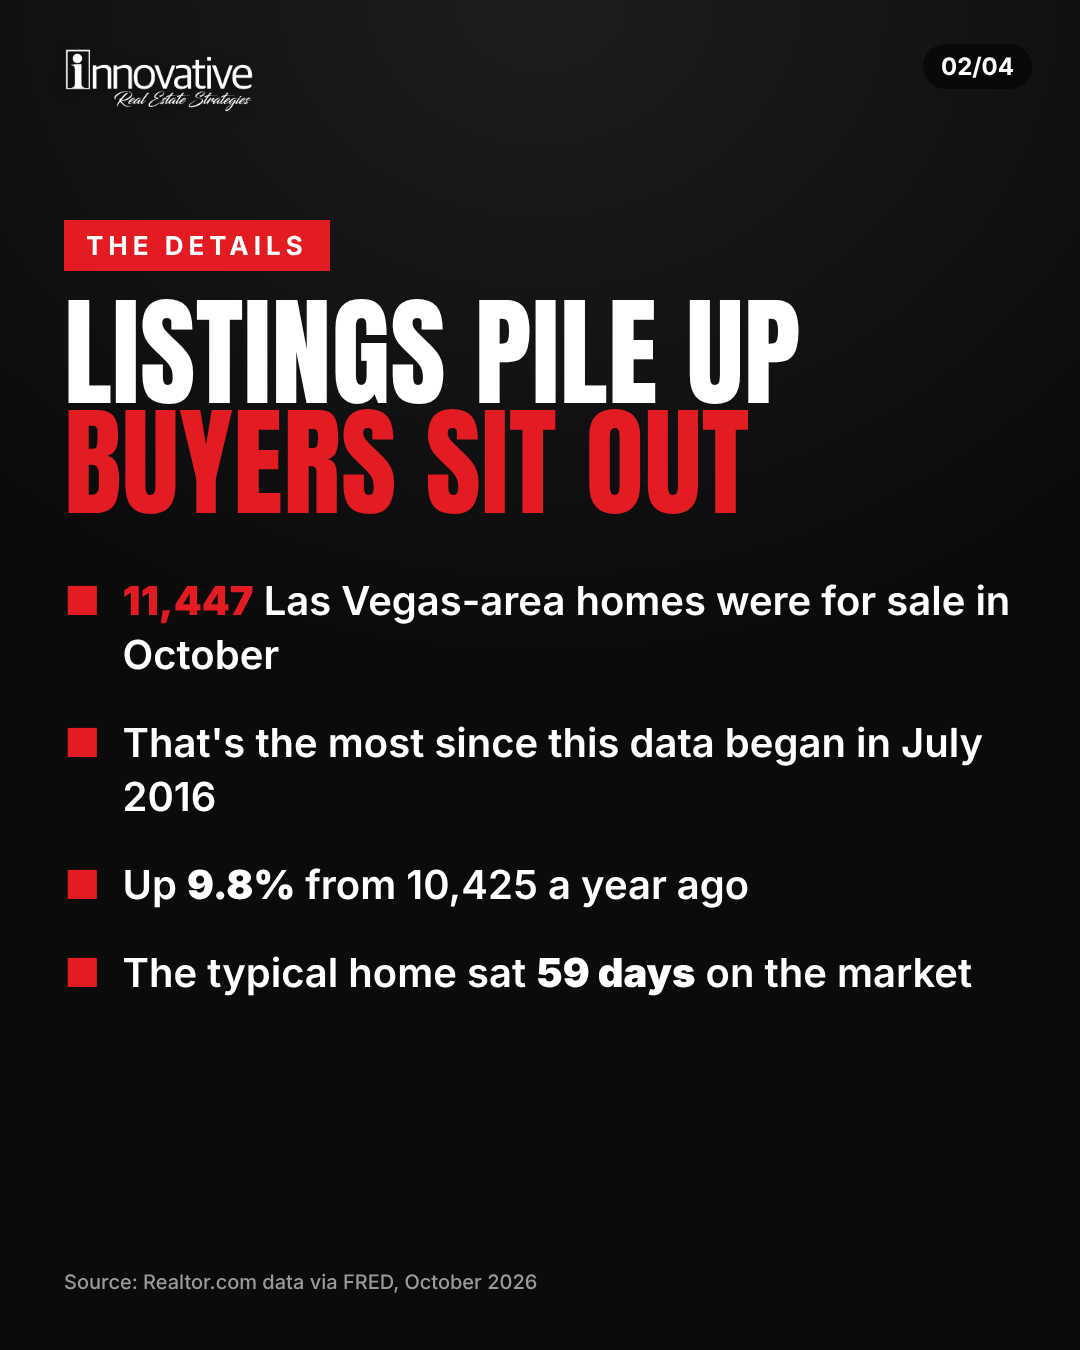 innovative
Real Estate Strategies
02/04
THE DETAILS
LISTINGS PILE UP
BUYERS SIT OUT
11,447 Las Vegas-area homes were for sale in
October
That's the most since this data began in July
2016
Up 9.8% from 10,425 a year ago
The typical home sat 59 days on the market
Source: Realtor.com data via FRED, October 2026